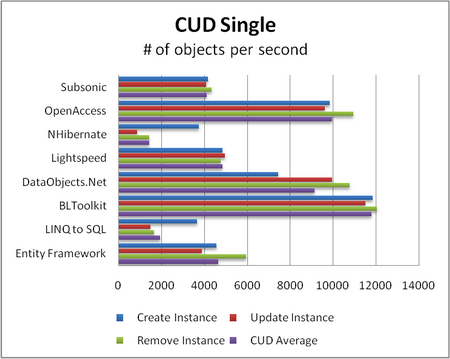 CUD Single
# of objects per second
Subsonic
OpenAccess
NHibernate
Lightspeed
DataObjects.Net
BLToolkit
LINQ to SQL
Entity Framework
0 2000 4000 6000 8000 10000 12000 14000
Create Instance Update Instance
Remove Instance CUD Average